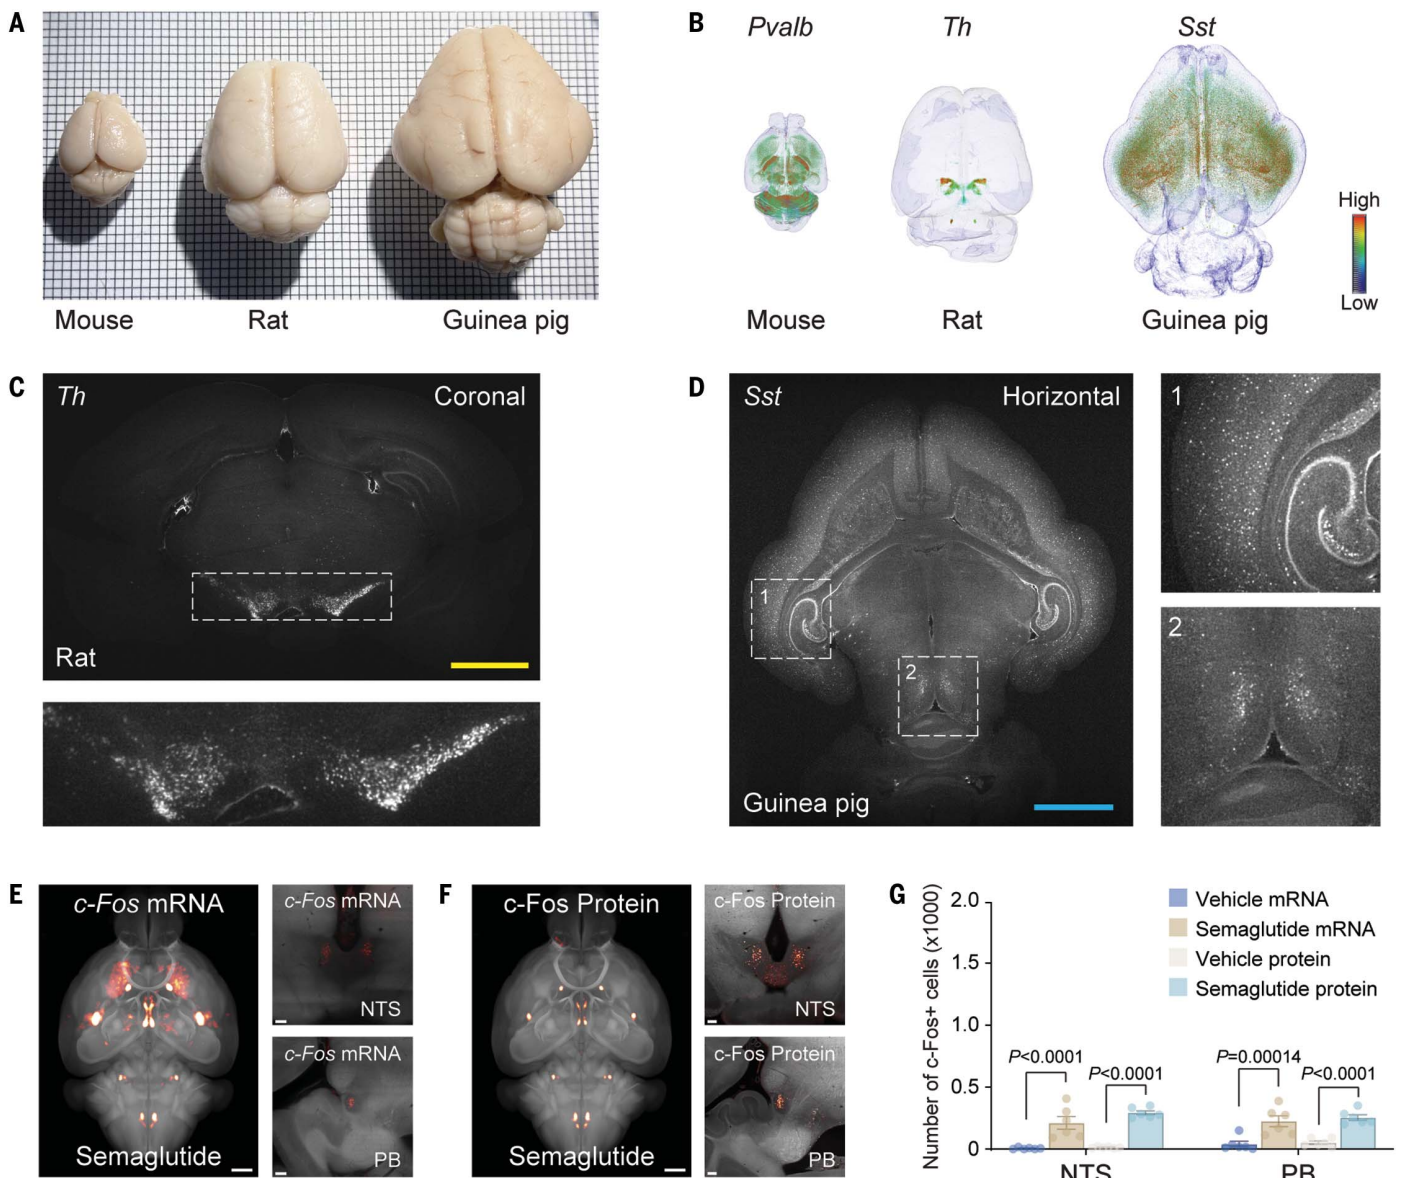 A
Mouse
Rat
Guinea pig
B
Pvalb
Th
Sst
High
Low
Mouse
Rat
Guinea pig
C
Th
Coronal
Rat
D
Sst
Horizontal
1
2
Guinea pig
1
2
E
c-Fos mRNA
Semaglutide
c-Fos mRNA
NTS
c-Fos mRNA
PB
F
c-Fos Protein
Semaglutide
c-Fos Protein
NTS
c-Fos Protein
PB
G
Number of c-Fos+ cells (x1000)
2.0
1.5
1.0
0.5
0
Vehicle mRNA
Semaglutide mRNA
Vehicle protein
Semaglutide protein
P<0.0001
P<0.0001
P=0.00014
P<0.0001
NTS
PB